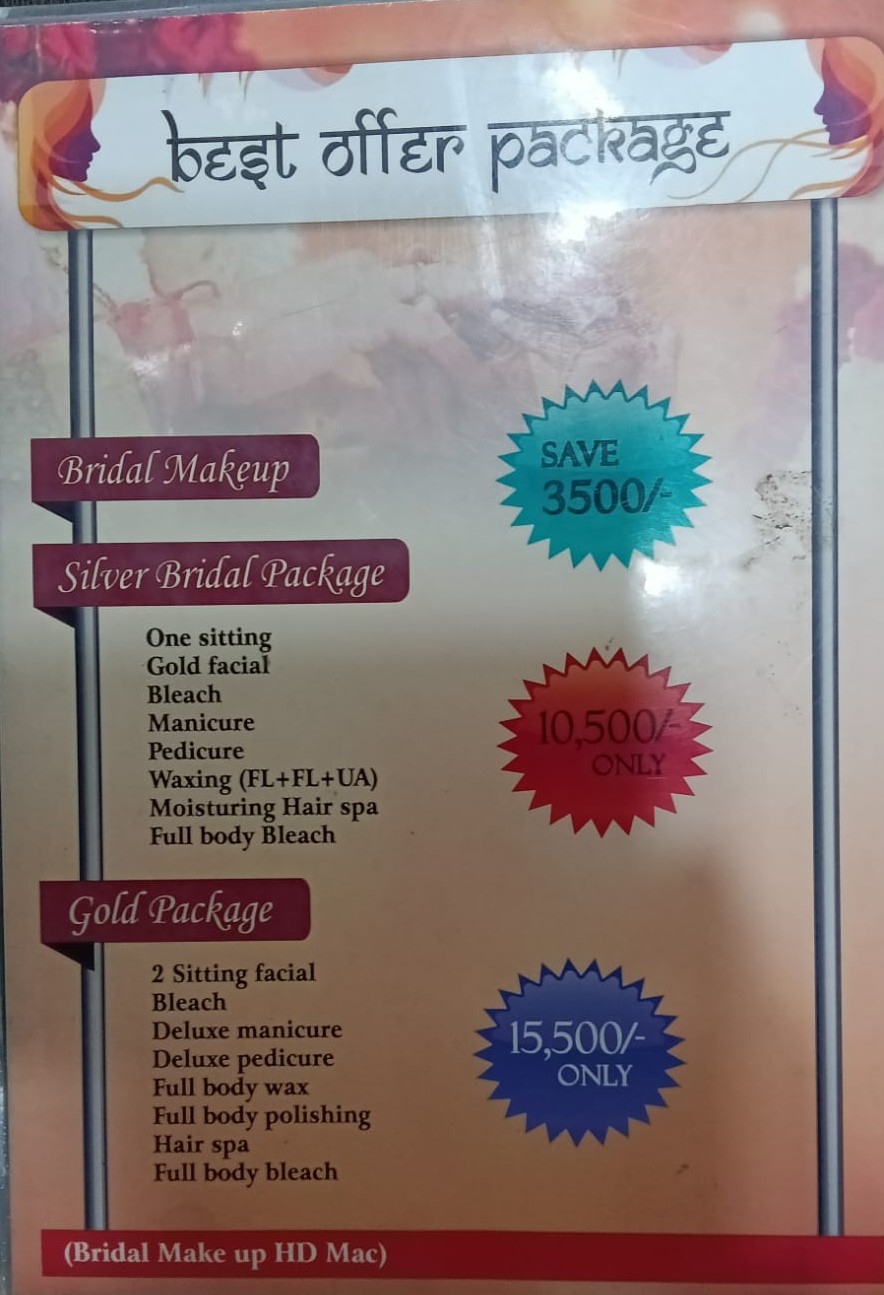 best offer package
Bridal Makeup
SAVE
3500/-
Silver Bridal Package
One sitting
Gold facial
Bleach
Manicure
Pedicure
Waxing (FL+FL+UA)
Moisturing Hair spa
Full body Bleach
10,500/-
ONLY
Gold Package
2 Sitting facial
Bleach
Deluxe manicure
Deluxe pedicure
Full body wax
Full body polishing
Hair spa
Full body bleach
15,500/-
ONLY
(Bridal Make up HD Mac)